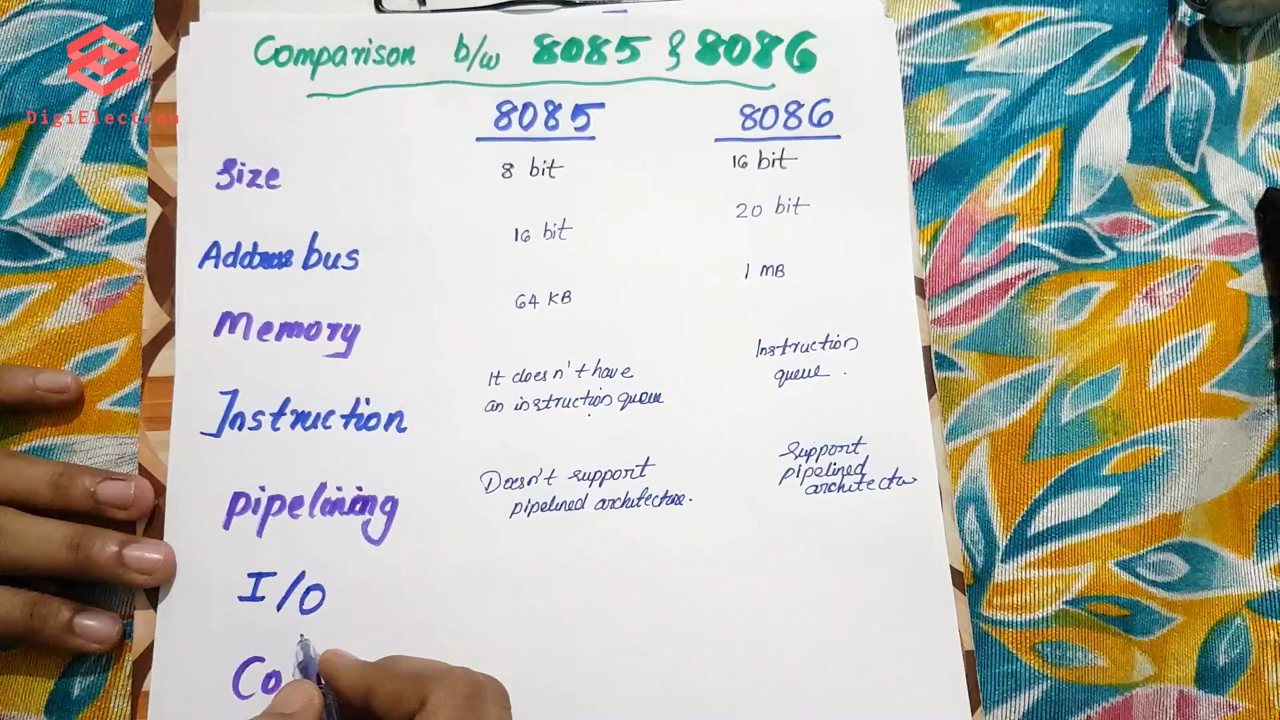 Comparison b/w 8085 & 8086
DigiElectron
8085 8086
Size 8 bit 16 bit
Address bus 16 bit 20 bit
Memory 64 KB 1 MB
Instruction It doesn't have Instruction
an instruction queue queue.
Pipelining Doesn't support Support
pipelined architecture. pipelined
architectur
I/O
Co